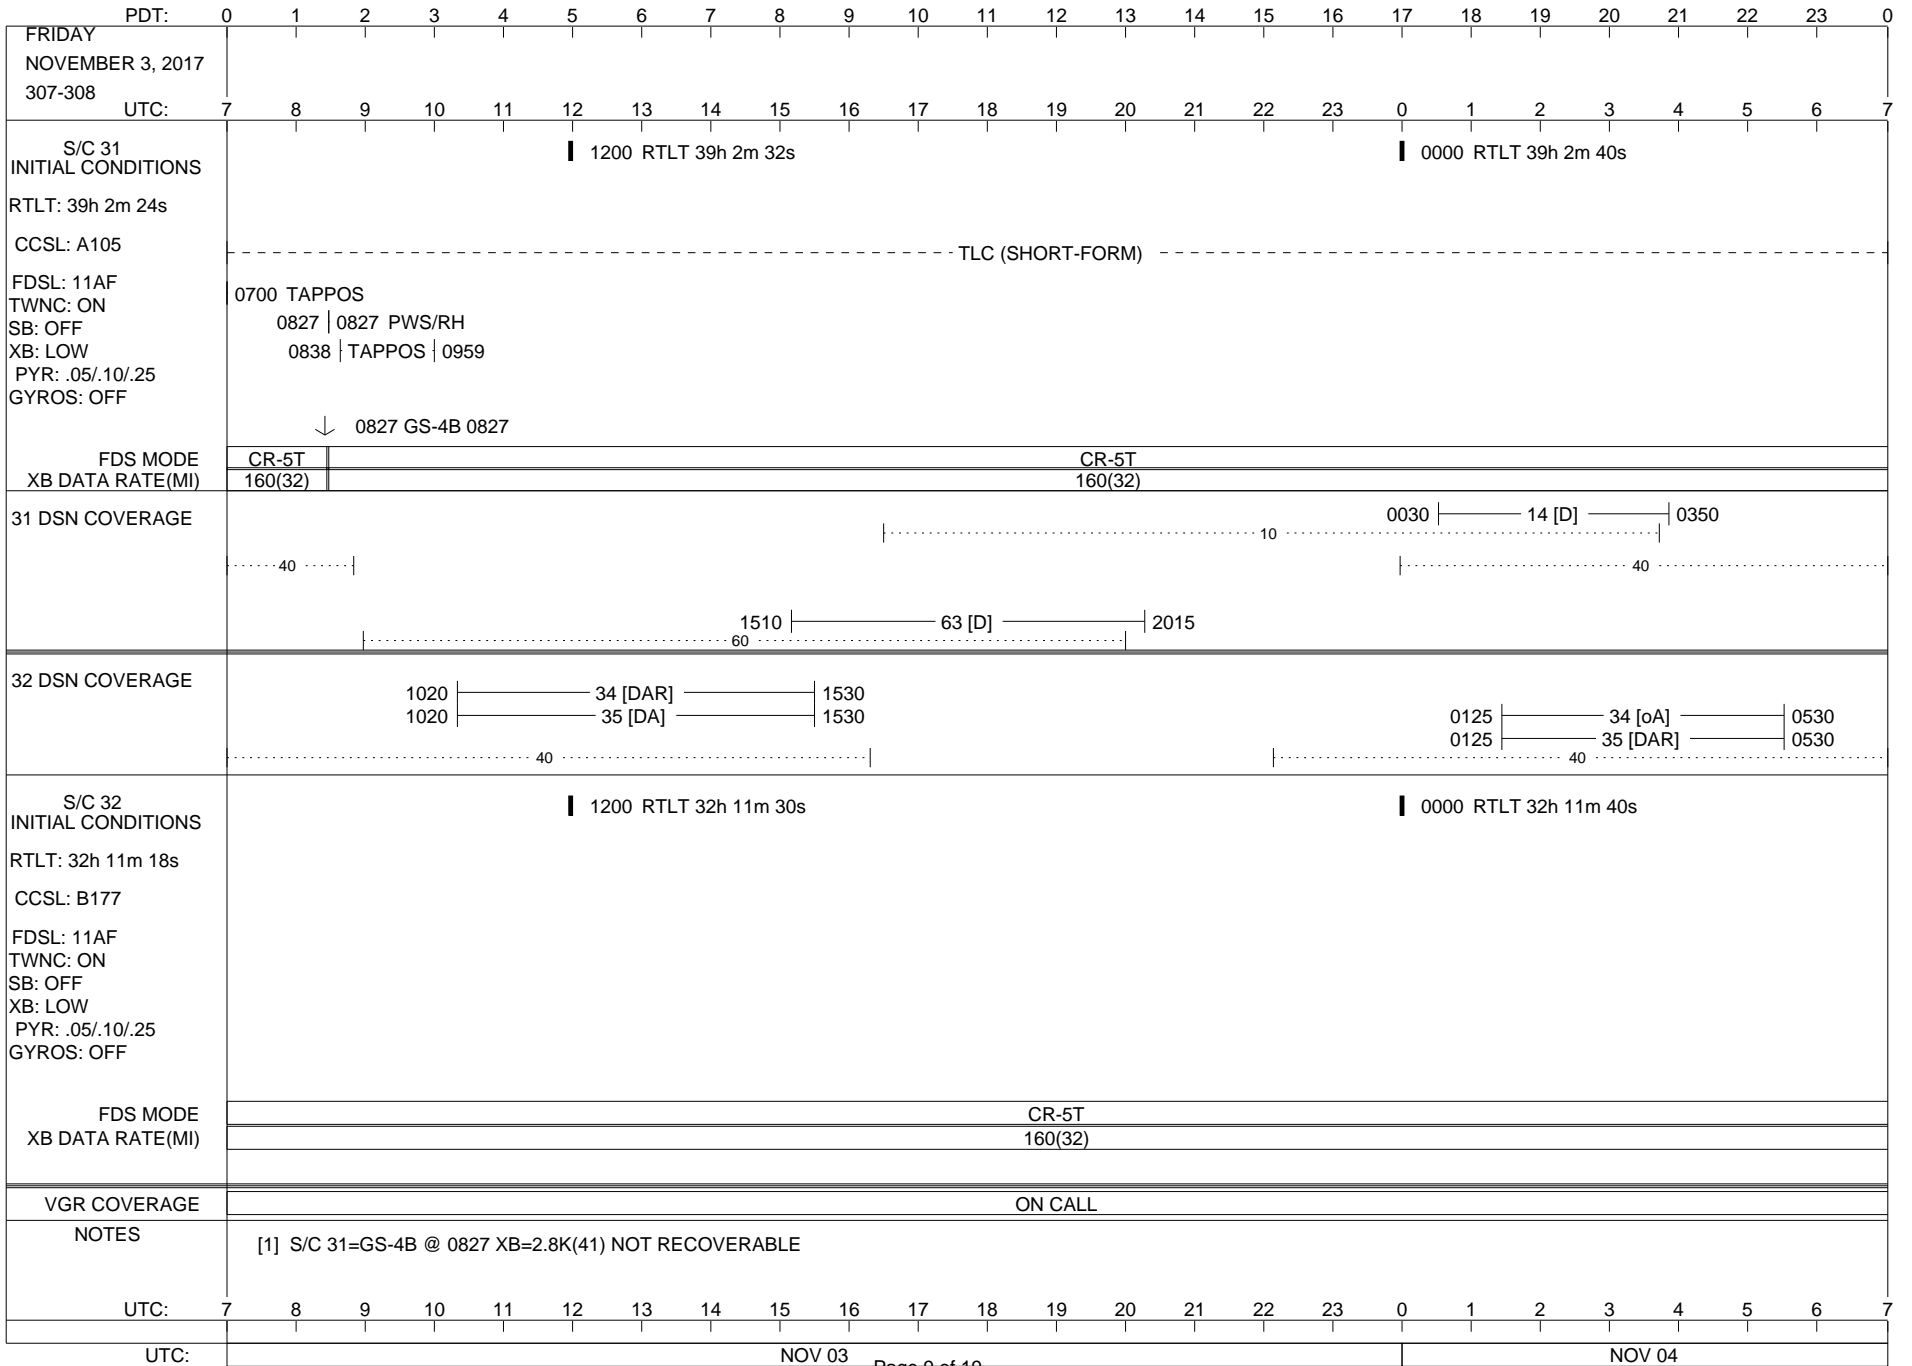 PDT: 0 1 2 3 4 5 6 7 8 9 10 11 12 13 14 15 16 17 18 19 20 21 22 23 0
FRIDAY
NOVEMBER 3, 2017
307-308
UTC: 7 8 9 10 11 12 13 14 15 16 17 18 19 20 21 22 23 0 1 2 3 4 5 6 7
S/C 31
INITIAL CONDITIONS
1200 RTLT 39h 2m 32s
0000 RTLT 39h 2m 40s
RTLT: 39h 2m 24s
CCSL: A105
TLC (SHORT-FORM)
FDSL: 11AF
0700 TAPPOS
TWNC: ON
SB: OFF
0827 0827 PWS/RH
XB: LOW
0838 TAPPOS 0959
PYR: .05/.10/.25
GYROS: OFF
0827 GS-4B 0827
FDS MODE CR-5T CR-5T
XB DATA RATE(MI) 160(32) 160(32)
31 DSN COVERAGE
0030 14 [D] 0350
10
40 40
1510 63 [D] 2015
60
32 DSN COVERAGE
1020 34 [DAR] 1530
1020 35 [DA] 1530
0125 34 [oA] 0530
0125 35 [DAR] 0530
40 40
S/C 32
INITIAL CONDITIONS
1200 RTLT 32h 11m 30s
0000 RTLT 32h 11m 40s
RTLT: 32h 11m 18s
CCSL: B177
FDSL: 11AF
TWNC: ON
SB: OFF
XB: LOW
PYR: .05/.10/.25
GYROS: OFF
FDS MODE CR-5T
XB DATA RATE(MI) 160(32)
VGR COVERAGE ON CALL
NOTES
[1] S/C 31=GS-4B @ 0827 XB=2.8K(41) NOT RECOVERABLE
UTC: 7 8 9 10 11 12 13 14 15 16 17 18 19 20 21 22 23 0 1 2 3 4 5 6 7
UTC: NOV 03 NOV 04
Page of